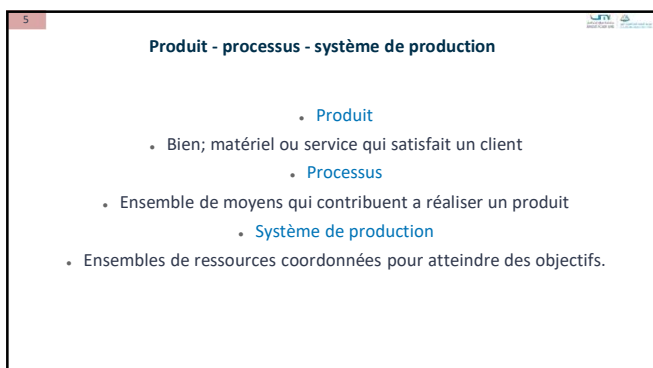 5
Produit - processus - système de production
• Produit
• Bien; matériel ou service qui satisfait un client
• Processus
• Ensemble de moyens qui contribuent a réaliser un produit
• Système de production
• Ensembles de ressources coordonnées pour atteindre des objectifs.